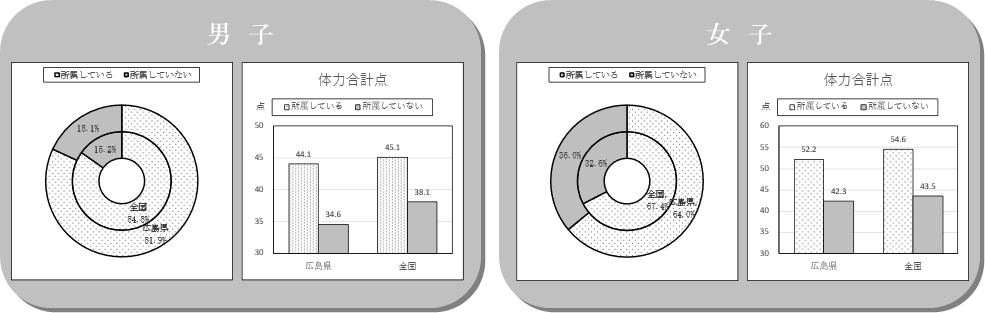 男 子
所属している 所属していない
18.1%
15.2%
全国,
84.8%
広島県,
81.9%
体力合計点
点
所属している 所属していない
50
45
40
35
30
44.1
34.6
45.1
38.1
広島県 全国
女 子
所属している 所属していない
36.0%
32.6%
全国,
67.4%
広島県,
64.0%
体力合計点
点
所属している 所属していない
60
55
50
45
40
35
30
52.2
42.3
54.6
43.5
広島県 全国